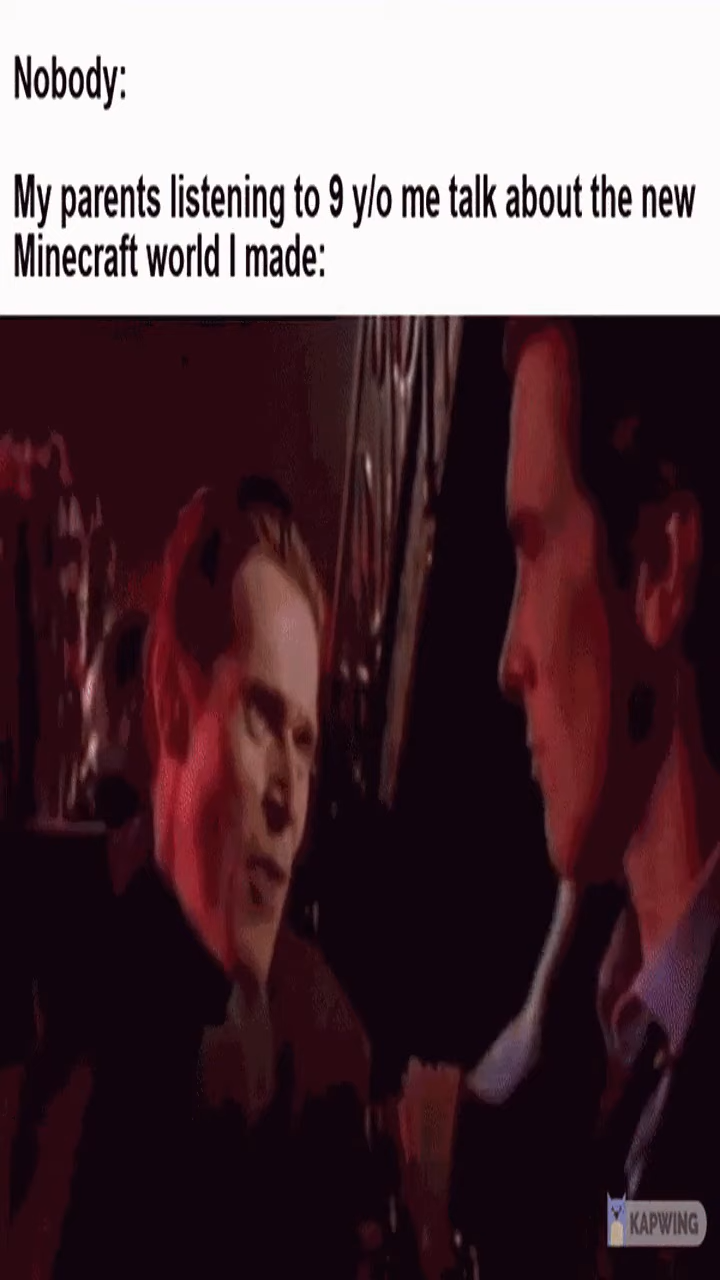 Nobody:
My parents listening to 9 y/o me talk about the new
Minecraft world I made:
KAPWING